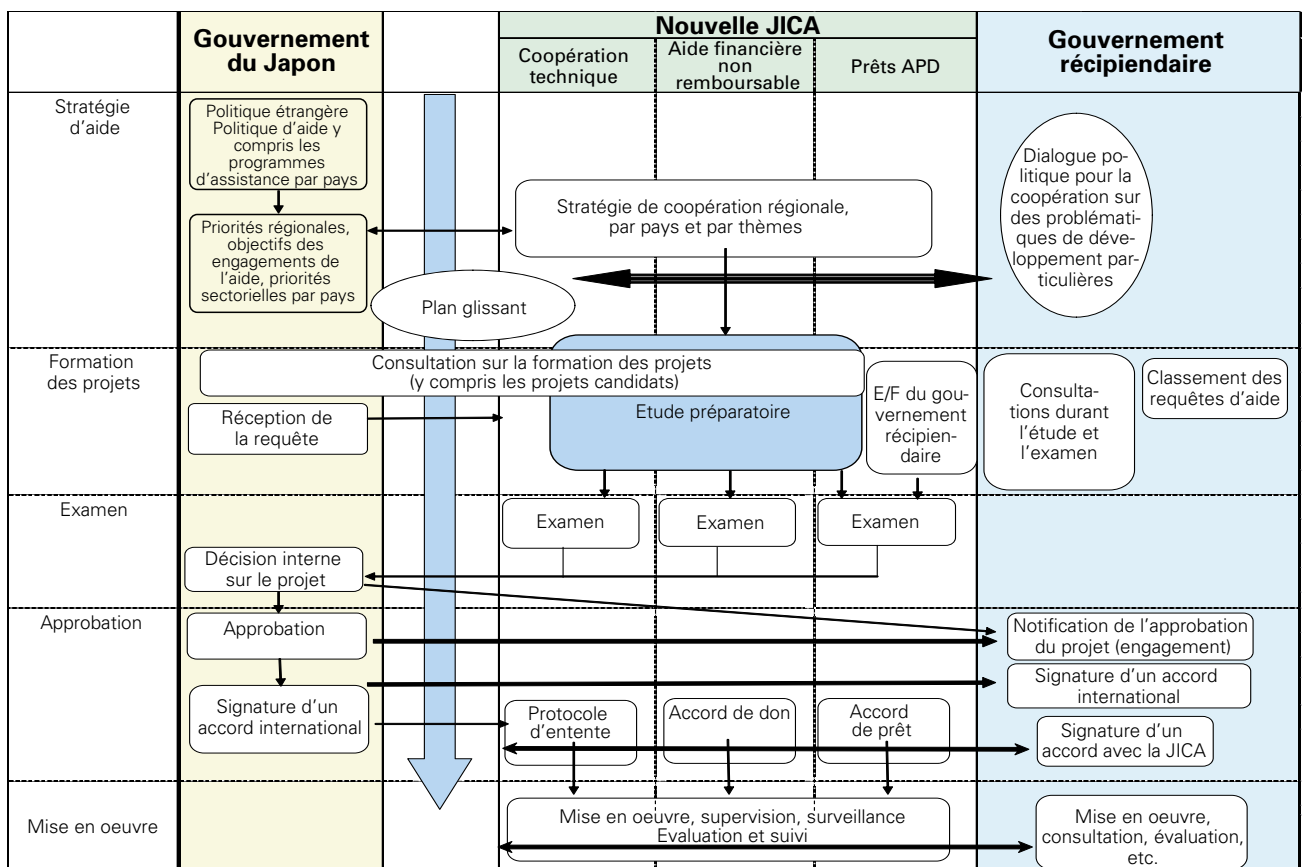 Nouvelle JICA
Gouvernement
du Japon
Coopération
technique
Aide financière
non
remboursable
Prêts APD
Gouvernement
récipiendaire
Stratégie
d'aide
Politique étrangère
Politique d'aide y
compris les
programmes
d'assistance par pays
Priorités régionales,
objectifs des
engagements de
l'aide, priorités
sectorielles par pays
Stratégie de coopération régionale,
par pays et par thèmes
Dialogue po-
litique pour la
coopération sur
des problémati-
ques de déve-
loppement par-
ticulières
Plan glissant
Formation
des projets
Consultation sur la formation des projets
(y compris les projets candidats)
Réception de
la requête
Etude préparatoire
E/F du gou-
vernement
récipien-
daire
Consulta-
tions durant
l'étude et
l'examen
Classement des
requêtes d'aide
Examen
Examen
Examen
Examen
Décision interne
sur le projet
Approbation
Approbation
Notification de l'approbation
du projet (engagement)
Signature d'un
accord international
Signature d'un accord
international
Protocole
d'entente
Accord de don
Accord
de prêt
Signature d'un
accord avec la JICA
Mise en oeuvre
Mise en oeuvre, supervision, surveillance
Evaluation et suivi
Mise en oeuvre,
consultation, évaluation,
etc.